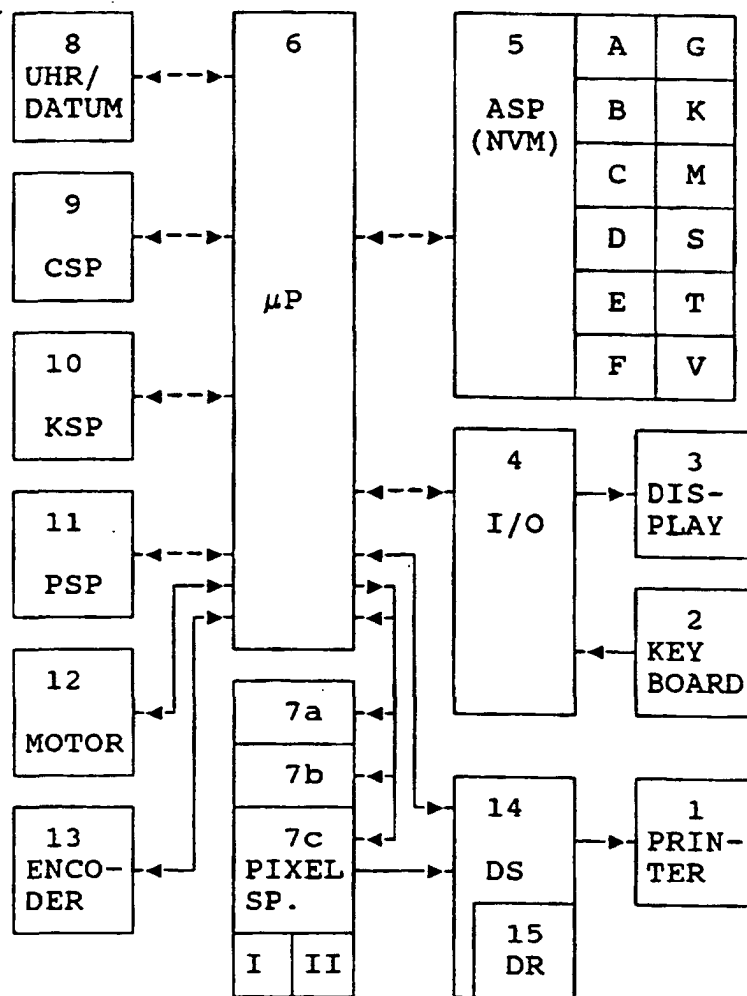 8
UHR/
DATUM
9
CSP
10
KSP
11
PSP
12
MOTOR
13
ENCO-
DER
6
µP
7a
7b
7c
PIXEL
SP.
I II
5
ASP
(NVM)
A G
B K
C M
D S
E T
F V
4
I/O
3
DIS-
PLAY
2
KEY
BOARD
14
DS
15
DR
1
PRIN-
TER